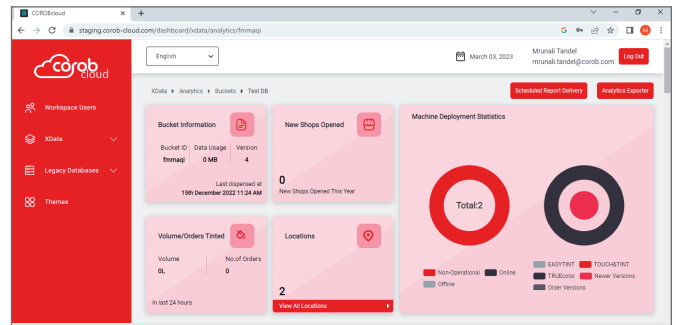 COROBcloud
staging.corob-cloud.com/dashboard/xdata/analytics/fmmaqi
M
corob
cloud
English
March 03, 2023
Mrunali Tandel
mrunali.tandel@corob.com
Log Out
XData Analytics Buckets Test DB
Scheduled Report Delivery
Analytics Exporter
Workspace Users
XData
Legacy Databases
Themes
Bucket Information
Bucket ID Data Usage Version
fmmaqi 0 MB 4
Last dispensed at
15th December 2022 11:24 AM
New Shops Opened
0
New Shops Opened This Year
Machine Deployment Statistics
Total:2
Non-Operational Online
Offline
EASYTINT TOUCH&TINT
TRUEcolor Newer Versions
Older Versions
Volume/Orders Tinted
Volume No.of Orders
0L 0
In last 24 hours
Locations
2
View All Locations